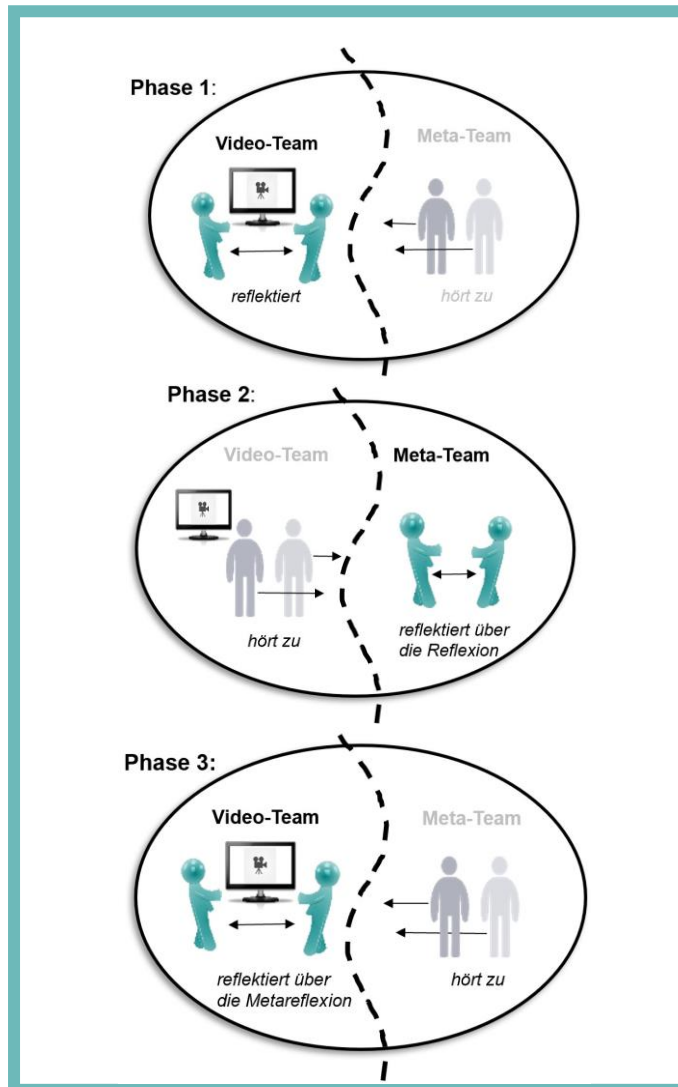 Phase 1:
Video-Team
Meta-Team
reflektiert
hört zu
Phase 2:
Video-Team
Meta-Team
hört zu
reflektiert über
die Reflexion
Phase 3:
Video-Team
Meta-Team
reflektiert über
die Metareflexion
hört zu